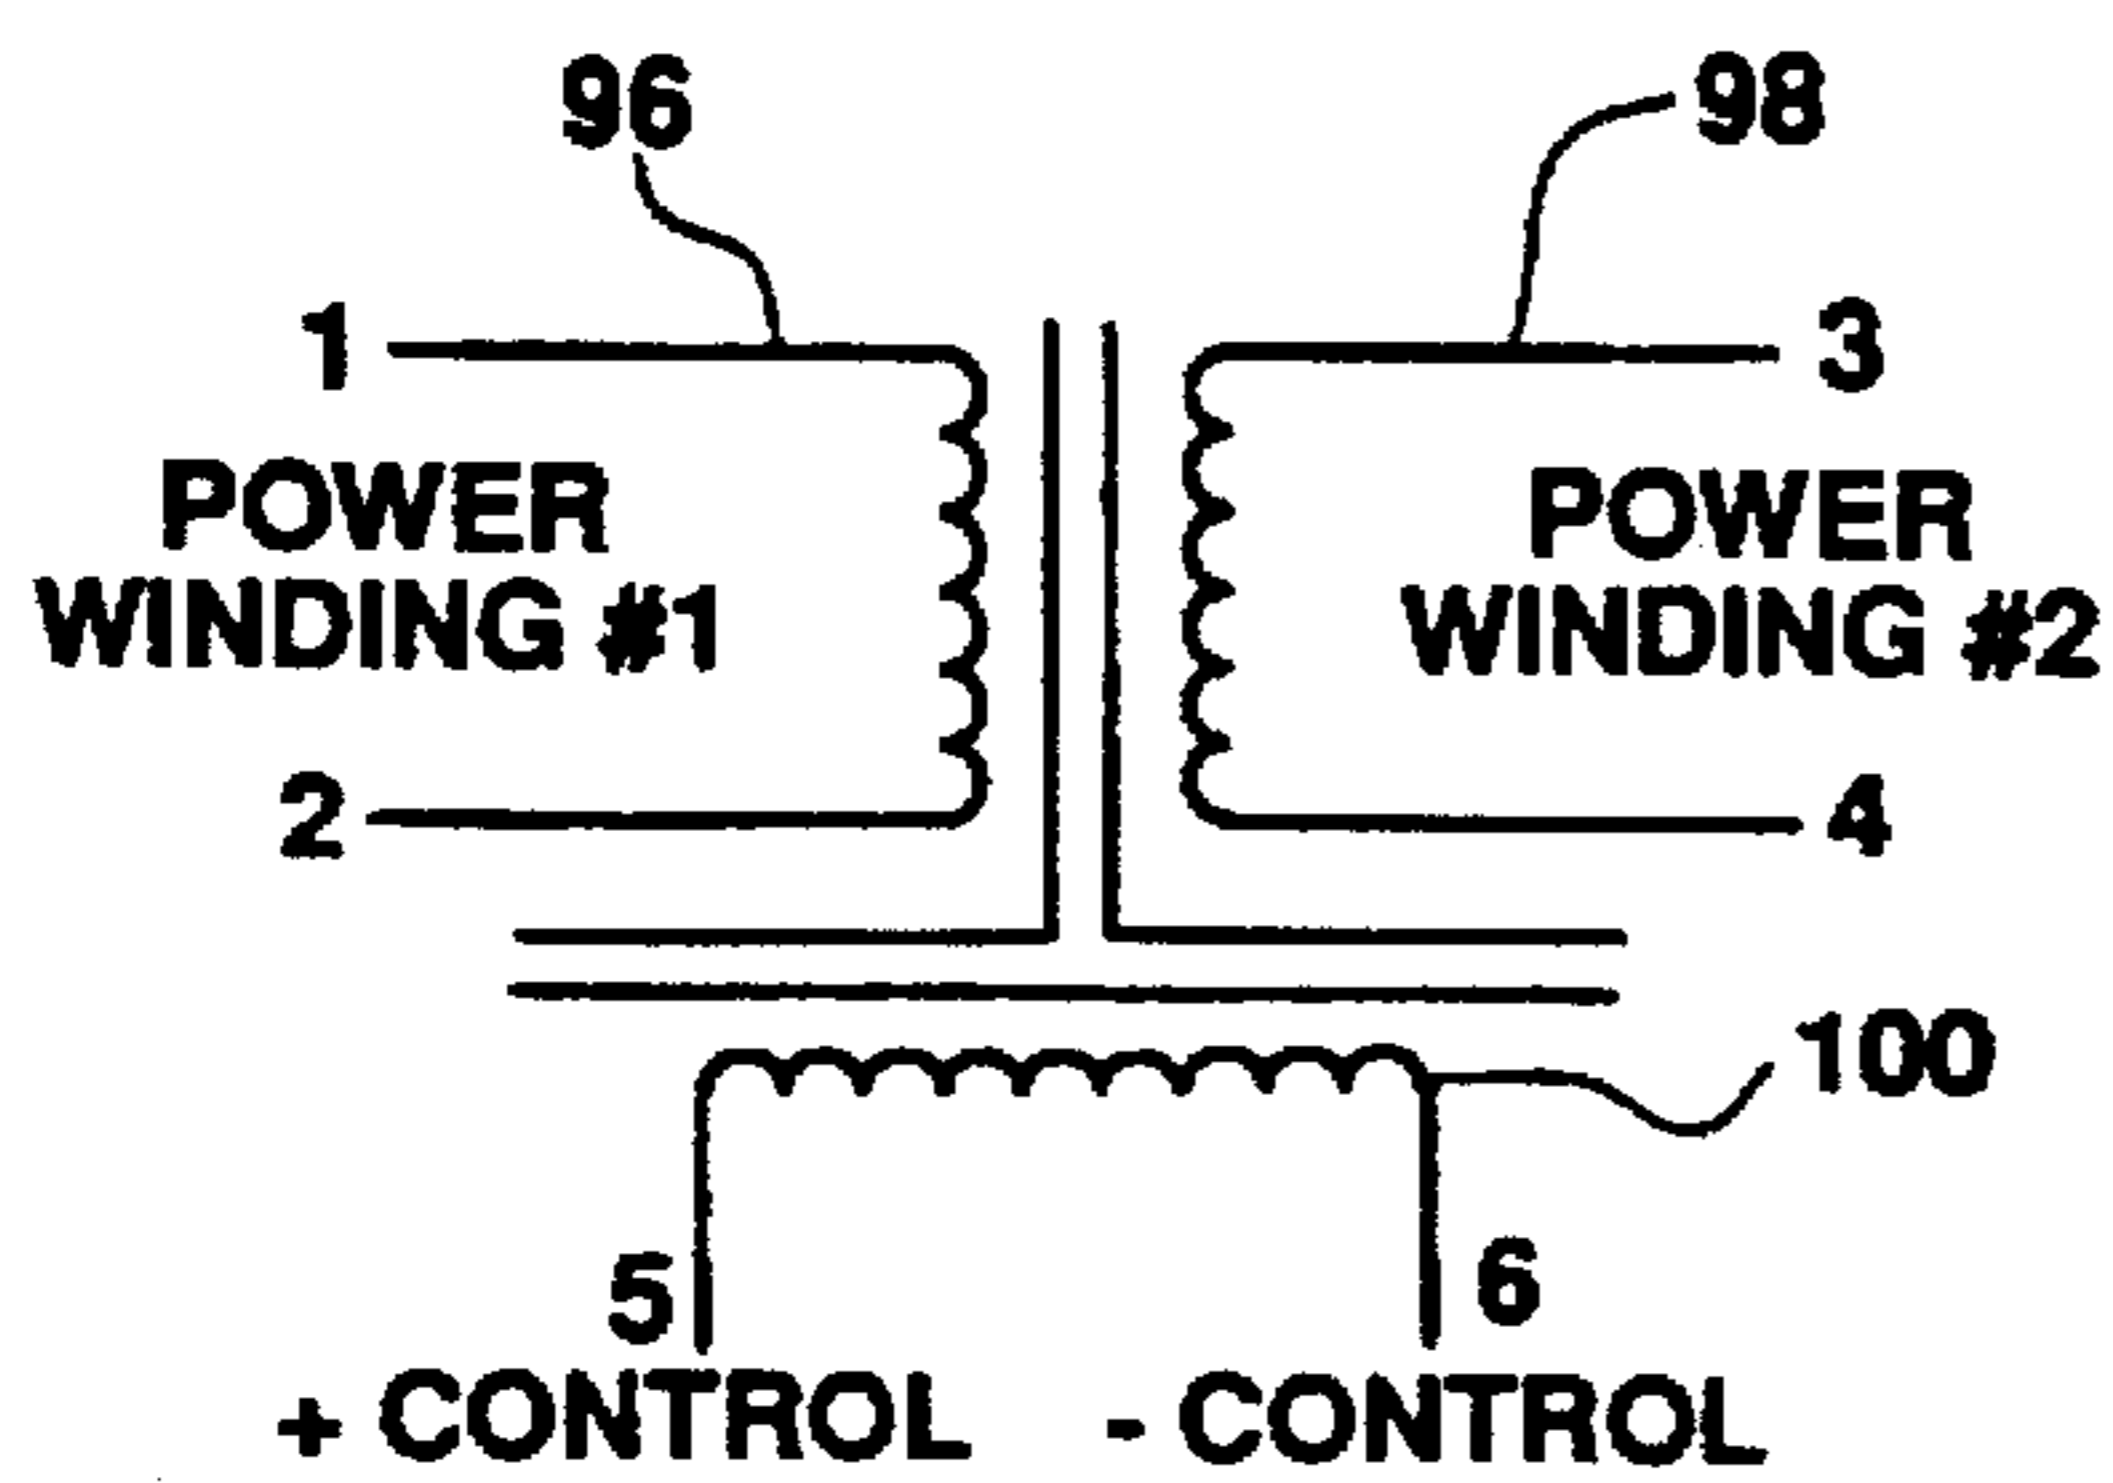 96
98
1
3
POWER
WINDING #1
POWER
WINDING #2
2
4
100
5
6
+ CONTROL
- CONTROL